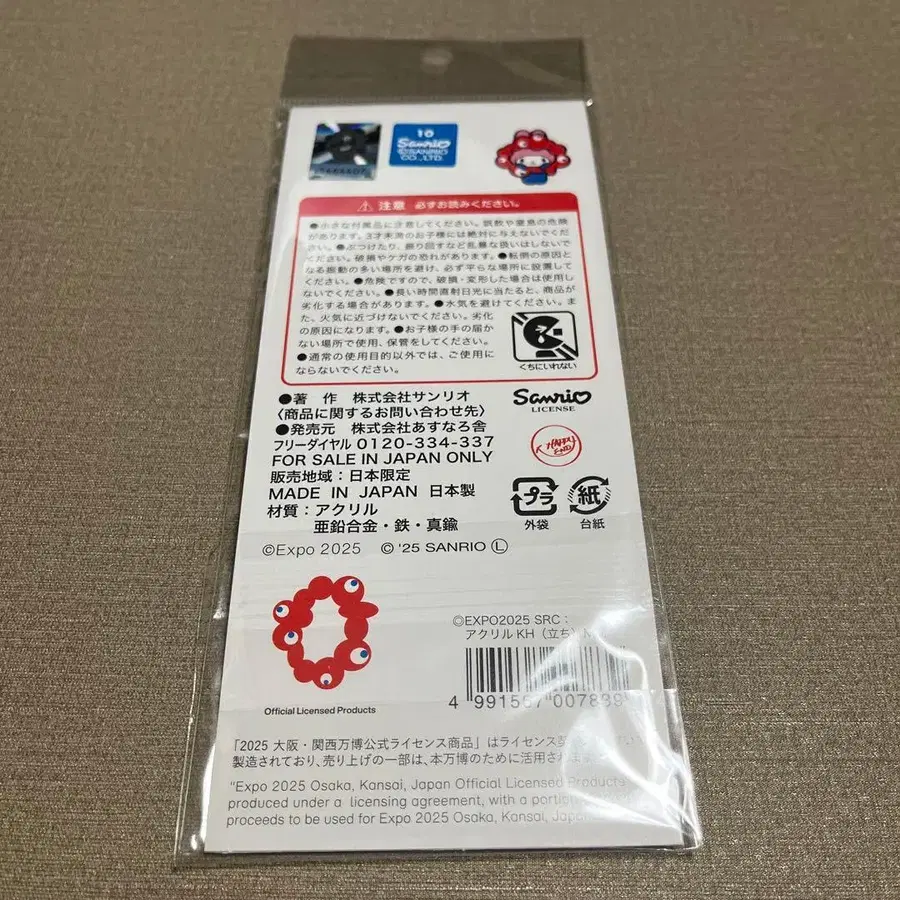 10
Sanrio
CO., LTD.
⚠ 注意 必ずお読みください。
●小さな付属品に注意してください。誤飲や窒息の危険
があります。3才未満のお子様には絶対に与えないでくだ
さい。●ぶつけたり、振り回すなど乱暴な扱いはしないで
ください。破損やケガの恐れがあります。●転倒の原因と
なる振動の多い場所を避け、必ず平らな場所に設置して
ください。●危険ですので、破損・変形した場合は使用し
ないでください。●長い時間直射日光に当たると、商品が
劣化する場合があります。●水気を避けてください。ま
た、火気に近づけないでください。劣化
の原因になります。●お子様の手の届か
ない場所で使用、保管をしてください。
●通常の使用目的以外では、ご使用に
ならないでください。
くちにいれない
●著 作 株式会社サンリオ
〈商品に関するお問い合わせ先〉
●発売元 株式会社あすなろ舎
フリーダイヤル 0120-334-337
FOR SALE IN JAPAN ONLY
販売地域：日本限定
MADE IN JAPAN 日本製
材質：アクリル
亜鉛合金・鉄・真鍮
Sanrio
LICENSE
プラ
外袋
紙
台紙
©Expo 2025 © '25 SANRIO Ⓛ
Official Licensed Products
©EXPO2025 SRC：
アクリルKH（立ち）
4 991567 007839
「2025 大阪・関西万博公式ライセンス商品」はライセンス
製造されており、売り上げの一部は、本万博のために活用され
"Expo 2025 Osaka, Kansai, Japan Official Licensed Products
produced under a licensing agreement, with a portion
proceeds to be used for Expo 2025 Osaka, Kansai, Japan